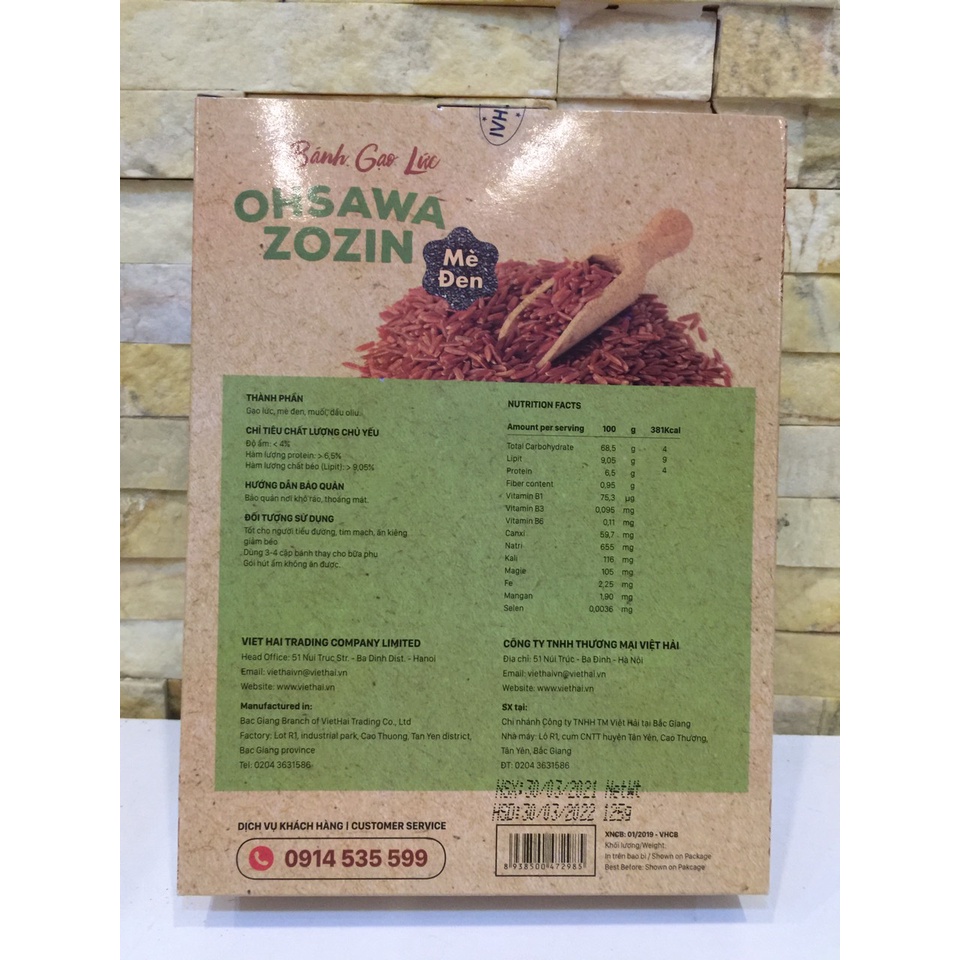 IVH
Bánh Gạo Lức
OHSAWA
ZOZIN
Mè
Đen
THÀNH PHẦN
Gạo lức, mè đen, muối, dầu oliu.
CHỈ TIÊU CHẤT LƯỢNG CHỦ YẾU
Độ ẩm: < 4%
Hàm lượng protein: > 6,5%
Hàm lượng chất béo (Lipit): > 9,05%
HƯỚNG DẪN BẢO QUẢN
Bảo quản nơi khô ráo, thoáng mát.
ĐỐI TƯỢNG SỬ DỤNG
Tốt cho người tiểu đường, tim mạch, ăn kiêng
giảm béo
Dùng 3-4 cặp bánh thay cho bữa phụ
Gói hút ẩm không ăn được.
NUTRITION FACTS
Amount per serving 100 g 381Kcal
Total Carbohydrate 68,5 g 4
Lipit 9,05 g 9
Protein 6,5 g 4
Fiber content 0,95 g
Vitamin B1 75,3 µg
Vitamin B3 0,095 mg
Vitamin B6 0,11 mg
Canxi 59,7 mg
Natri 655 mg
Kali 116 mg
Magie 105 mg
Fe 2,25 mg
Mangan 1,90 mg
Selen 0,0036 mg
VIET HAI TRADING COMPANY LIMITED
Head Office: 51 Nui Truc Str. - Ba Dinh Dist. - Hanoi
Email: viethaivn@viethai.vn
Website: www.viethai.vn
Manufactured in:
Bac Giang Branch of VietHai Trading Co., Ltd
Factory: Lot R1, industrial park, Cao Thuong, Tan Yen district,
Bac Giang province
Tel: 0204 3631586
CÔNG TY TNHH THƯƠNG MẠI VIỆT HẢI
Địa chỉ: 51 Núi Trúc - Ba Đình - Hà Nội
Email: viethaivn@viethai.vn
Website: www.viethai.vn
SX tại:
Chi nhánh Công ty TNHH TM Việt Hải tại Bắc Giang
Nhà máy: Lô R1, cụm CNTT huyện Tân Yên, Cao Thượng,
Tân Yên, Bắc Giang
ĐT: 0204 3631586
NSX:30/03/2021 NetWt
HSD:30/03/2022 125g
DỊCH VỤ KHÁCH HÀNG | CUSTOMER SERVICE
0914 535 599
8 938500 472985
XNCB: 01/2019 - VHCB
Khối lượng/Weight:
In trên bao bì / Shown on Package
Best Before: Shown on Pakcage